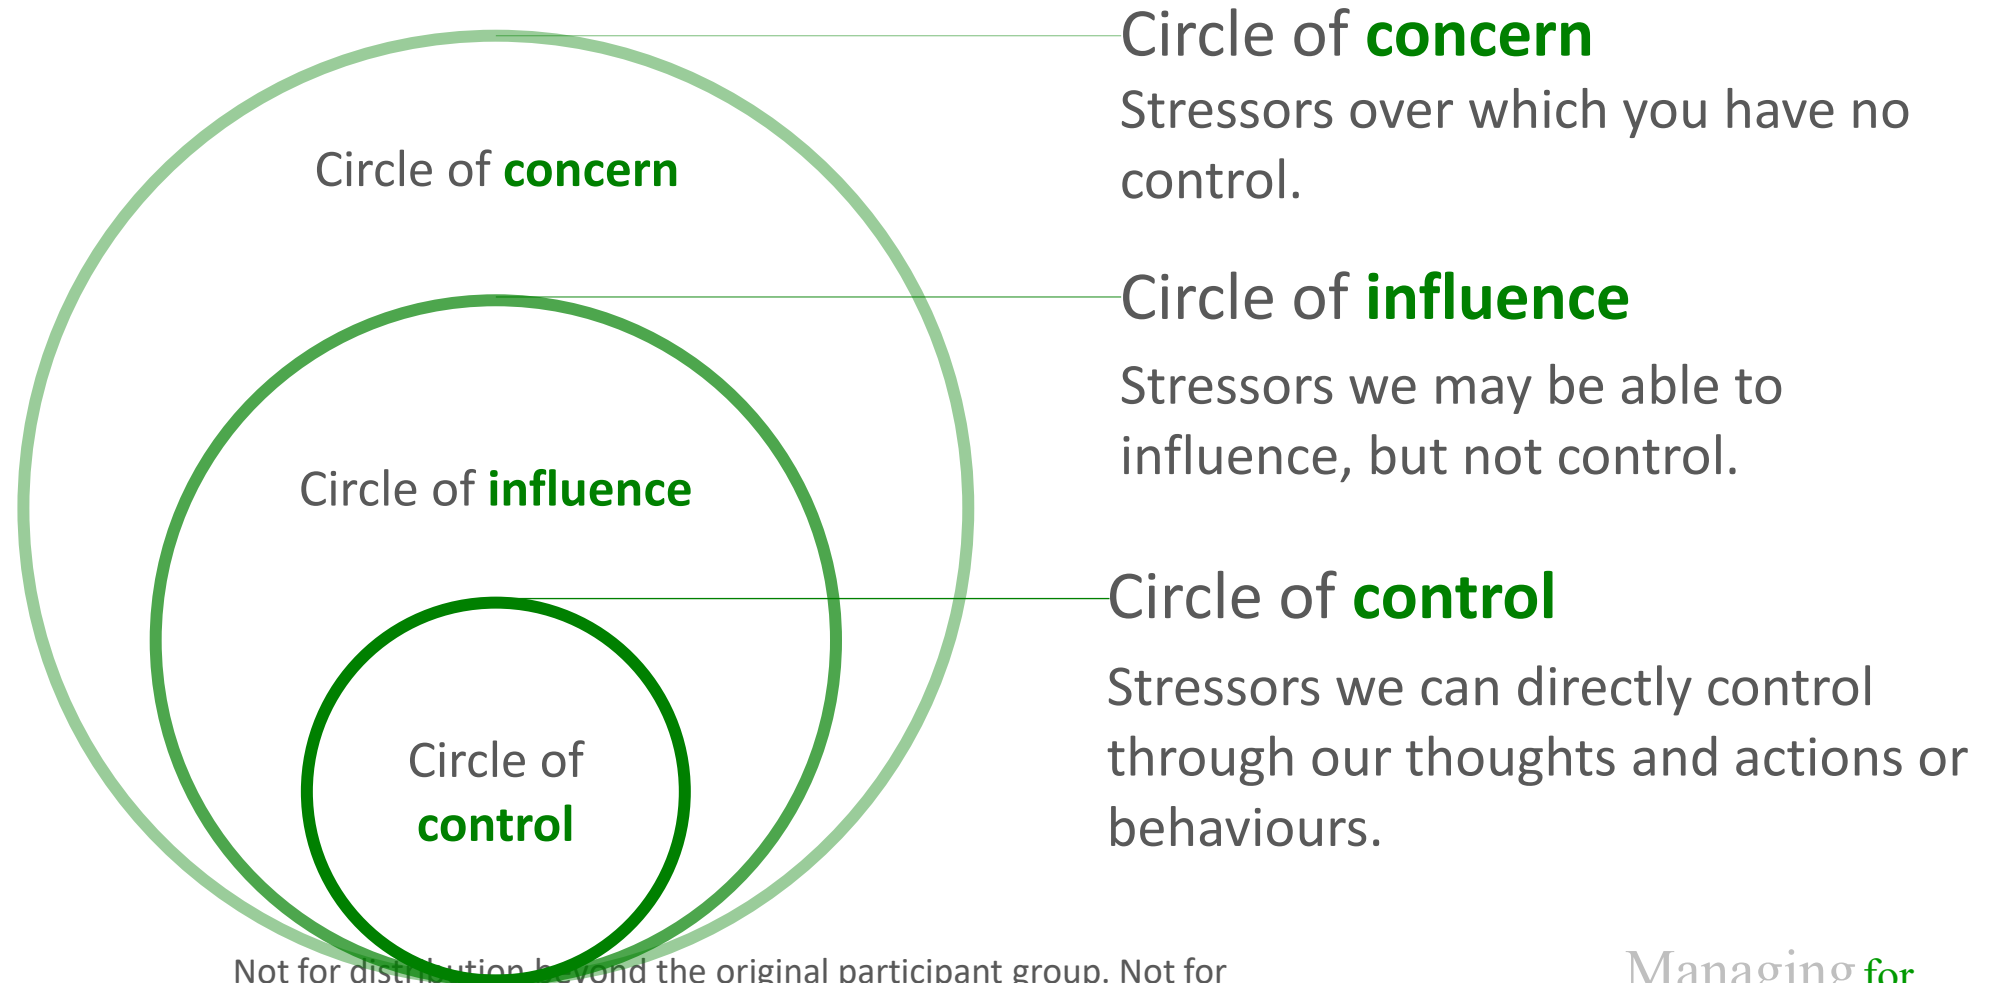 Circle of concern
Circle of influence
Circle of
control
Circle of concern
Stressors over which you have no
control.
Circle of influence
Stressors we may be able to
influence, but not control.
Circle of control
Stressors we can directly control
through our thoughts and actions or
behaviours.
Not for distribution beyond the original participant group. Not for
Managing for